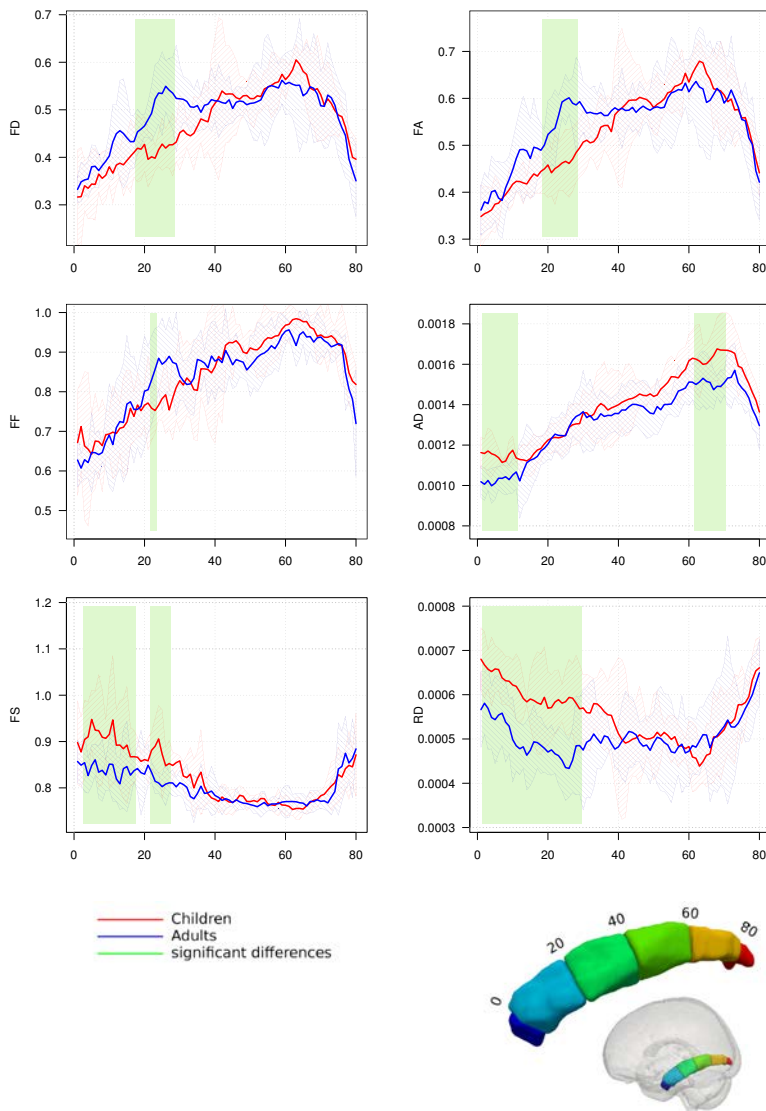 0.7
0.6
0.5
0.4
0.3
FD
0 20 40 60 80
0.7
0.6
0.5
0.4
0.3
FA
0 20 40 60 80
1.0
0.9
0.8
0.7
0.6
0.5
FF
0 20 40 60 80
0.0018
0.0016
0.0014
0.0012
0.0010
0.0008
AD
0 20 40 60 80
1.2
1.1
1.0
0.9
0.8
FS
0 20 40 60 80
0.0008
0.0007
0.0006
0.0005
0.0004
0.0003
RD
0 20 40 60 80
Children
Adults
significant differences
0 20 40 60 80